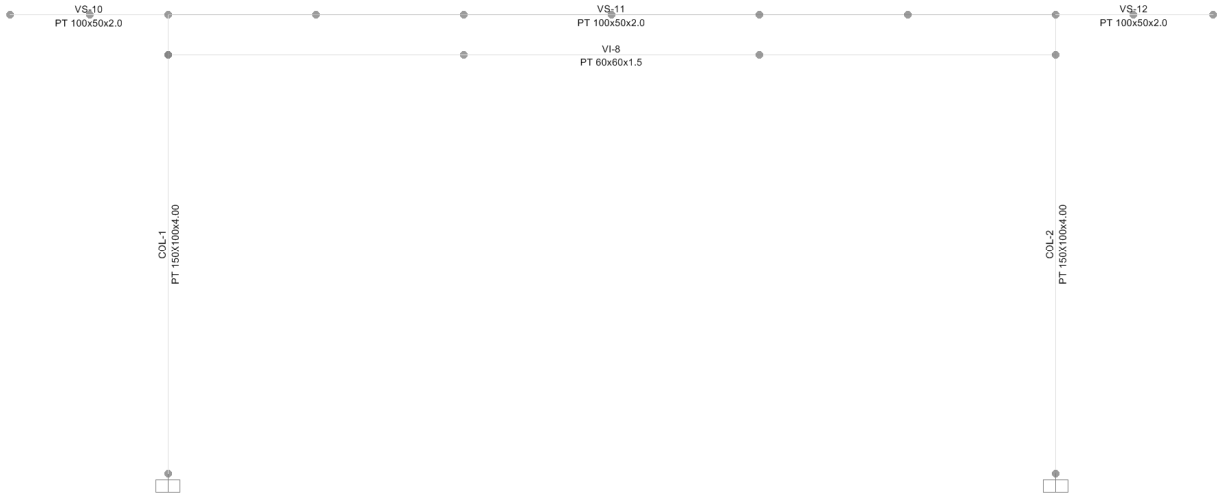 VS-10
PT 100x50x2.0
VS-11
PT 100x50x2.0
VS-12
PT 100x50x2.0
VI-8
PT 60x60x1.5
COL-1
PT 150X100x4.00
COL-2
PT 150X100x4.00